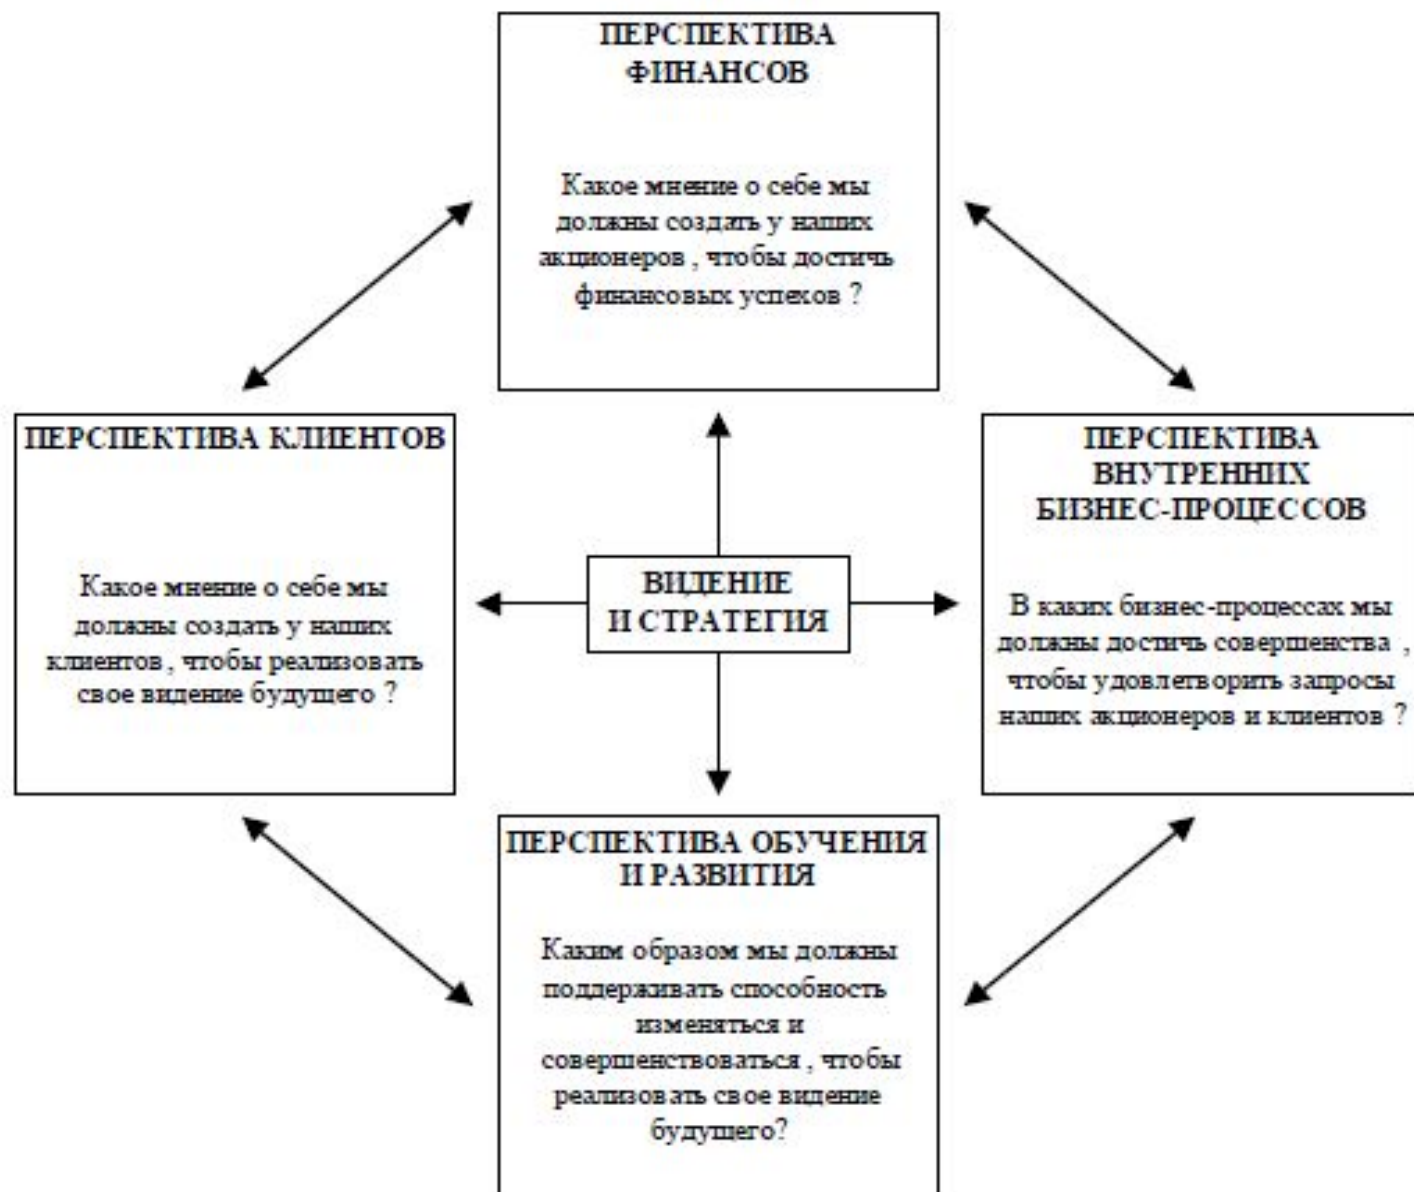 ПЕРСПЕКТИВА
ФИНАНСОВ
Какое мнение о себе мы
должны создать у наших
акционеров , чтобы достичь
финансовых успехов ?
ПЕРСПЕКТИВА КЛИЕНТОВ
Какое мнение о себе мы
должны создать у наших
клиентов , чтобы реализовать
свое видение будущего ?
ВИДЕНИЕ
И СТРАТЕГИЯ
ПЕРСПЕКТИВА
ВНУТРЕННИХ
БИЗНЕС-ПРОЦЕССОВ
В каких бизнес-процессах мы
должны достичь совершенства ,
чтобы удовлетворить запросы
наших акционеров и клиентов ?
ПЕРСПЕКТИВА ОБУЧЕНИЯ
И РАЗВИТИЯ
Каким образом мы должны
поддерживать способность
изменяться и
совершенствоваться , чтобы
реализовать свое видение
будущего?